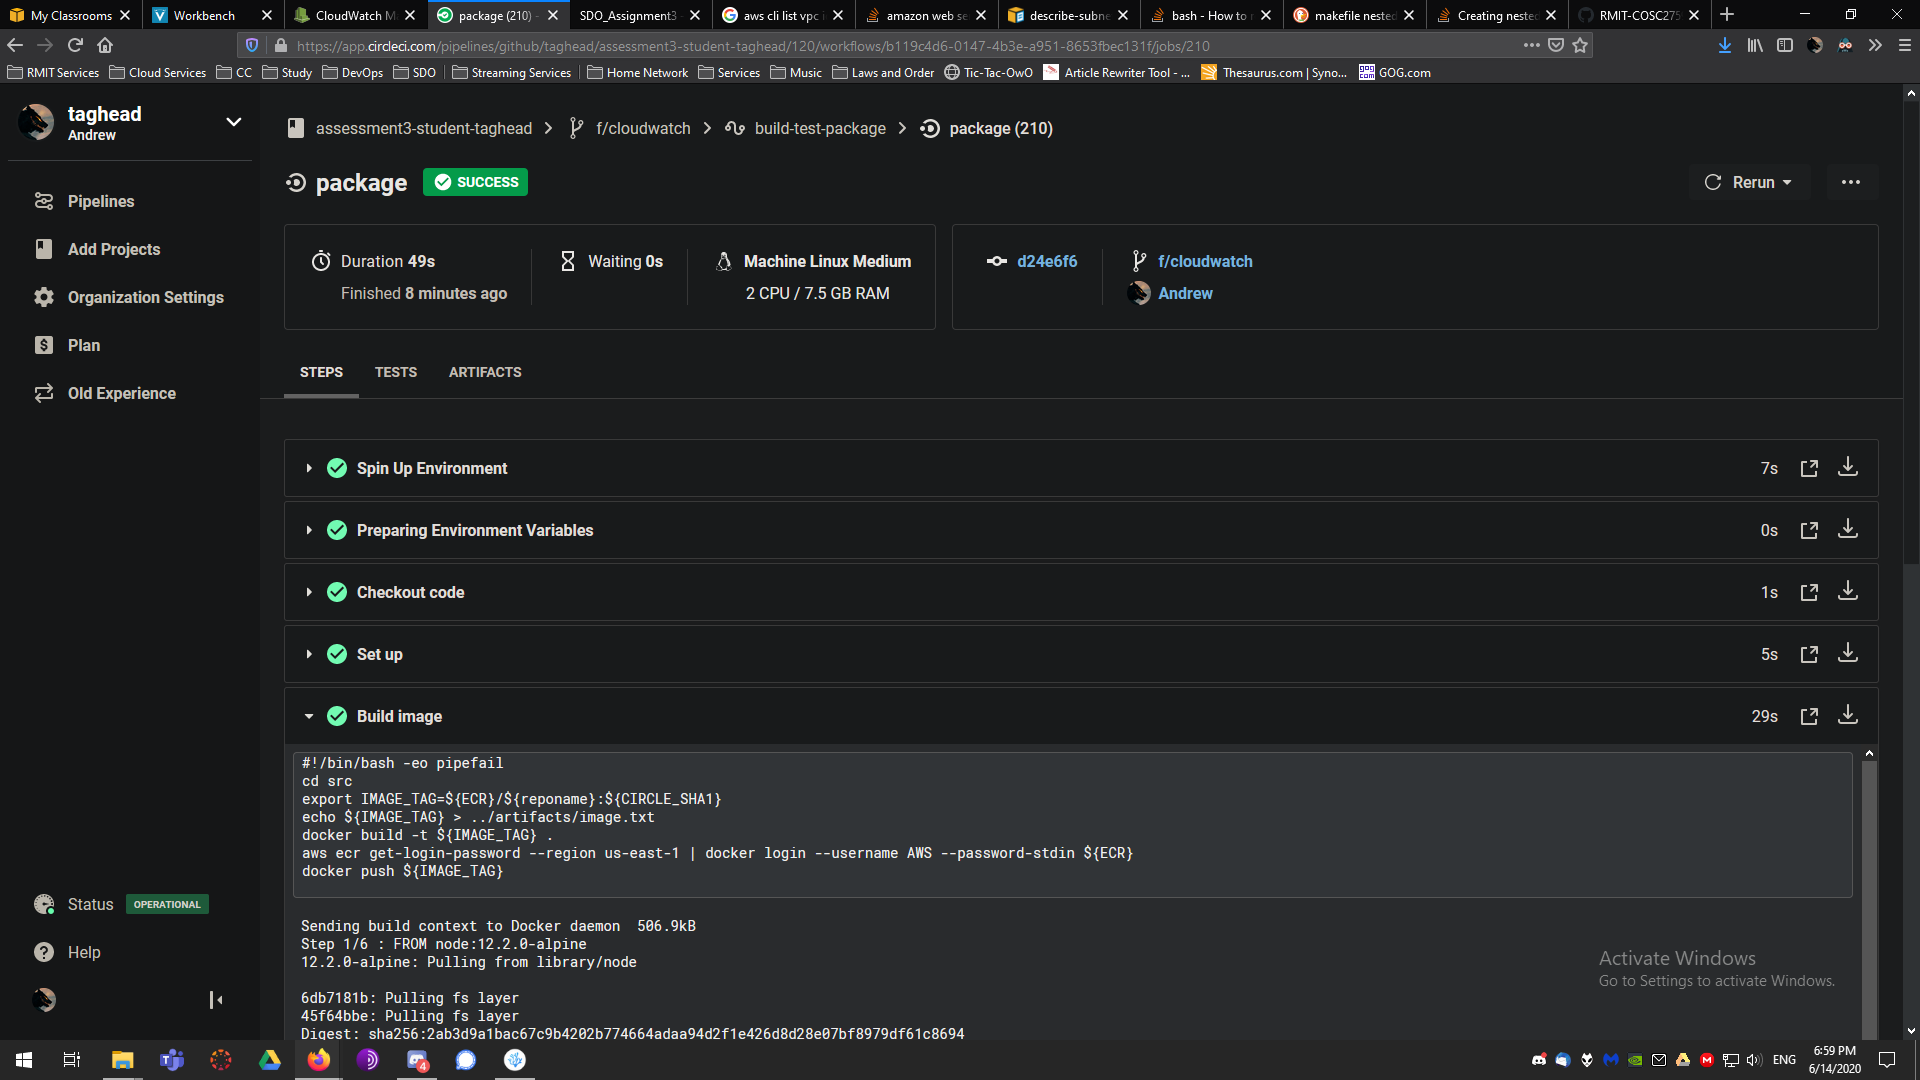 My Classrooms
Workbench
CloudWatch M
package (210) -
SDO_Assignment3 -
aws cli list vpc i
amazon web se
describe-subne
bash - How to r
makefile nested
Creating nested
RMIT-COSC275
https://app.circleci.com/pipelines/github/taghead/assessment3-student-taghead/120/workflows/b119c4d6-0147-4b3e-a951-8653fbec131f/jobs/210
RMIT Services
Cloud Services
CC
Study
DevOps
SDO
Streaming Services
Home Network
Services
Music
Laws and Order
Tic-Tac-OwO
Article Rewriter Tool - ...
Thesaurus.com | Syno...
GOG.com
taghead
Andrew
assessment3-student-taghead
f/cloudwatch
build-test-package
package (210)
package
SUCCESS
Rerun
Pipelines
Add Projects
Organization Settings
Plan
Old Experience
Duration 49s
Finished 8 minutes ago
Waiting 0s
Machine Linux Medium
2 CPU / 7.5 GB RAM
d24e6f6
f/cloudwatch
Andrew
STEPS
TESTS
ARTIFACTS
Spin Up Environment
7s
Preparing Environment Variables
0s
Checkout code
1s
Set up
5s
Build image
29s
#!/bin/bash -eo pipefail
cd src
export IMAGE_TAG=${ECR}/${reponame}:${CIRCLE_SHA1}
echo ${IMAGE_TAG} > ../artifacts/image.txt
docker build -t ${IMAGE_TAG} .
aws ecr get-login-password --region us-east-1 | docker login --username AWS --password-stdin ${ECR}
docker push ${IMAGE_TAG}
Sending build context to Docker daemon  506.9kB
Step 1/6 : FROM node:12.2.0-alpine
12.2.0-alpine: Pulling from library/node
6db7181b: Pulling fs layer
45f64bbe: Pulling fs layer
Digest: sha256:2ab3d9a1bac67c9b4202b774664adaa94d2f1e426d8d28e07bf8979df61c8694
Status
OPERATIONAL
Help
Activate Windows
Go to Settings to activate Windows.
4
ENG
6:59 PM
6/14/2020